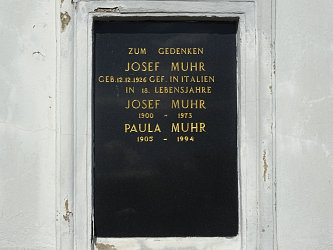 ZUM GEDENKEN
JOSEF MUHR
GEB. 12.12.1926 GEF. IN ITALIEN
IN 18. LEBENSJAHRE
JOSEF MUHR
1900 - 1973
PAULA MUHR
1905 - 1994